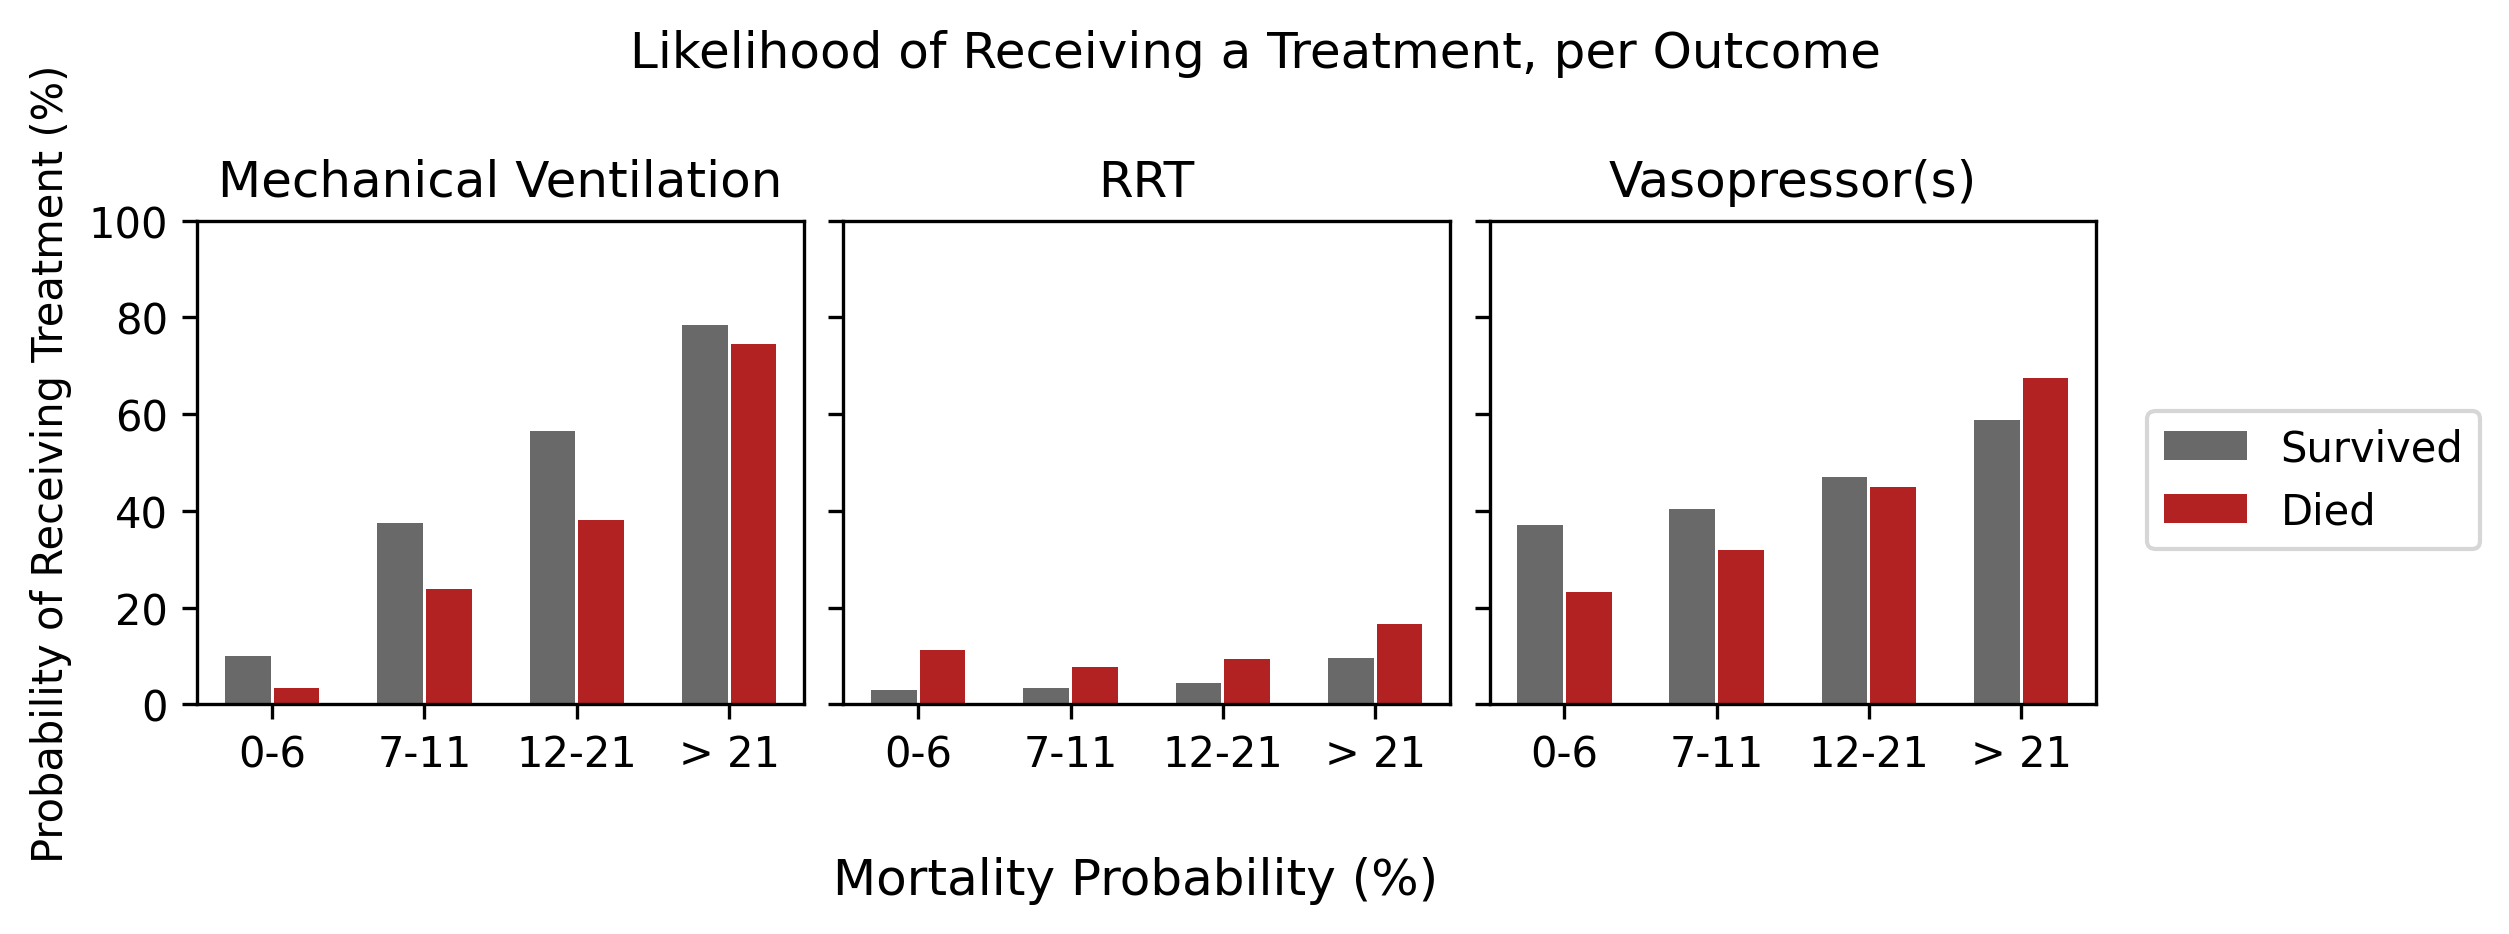 Likelihood of Receiving a Treatment, per Outcome
Probability of Receiving Treatment (%)
Mechanical Ventilation
RRT
Vasopressor(s)
100
80
60
40
20
0
0-6
7-11
12-21
> 21
0-6
7-11
12-21
> 21
0-6
7-11
12-21
> 21
Survived
Died
Mortality Probability (%)